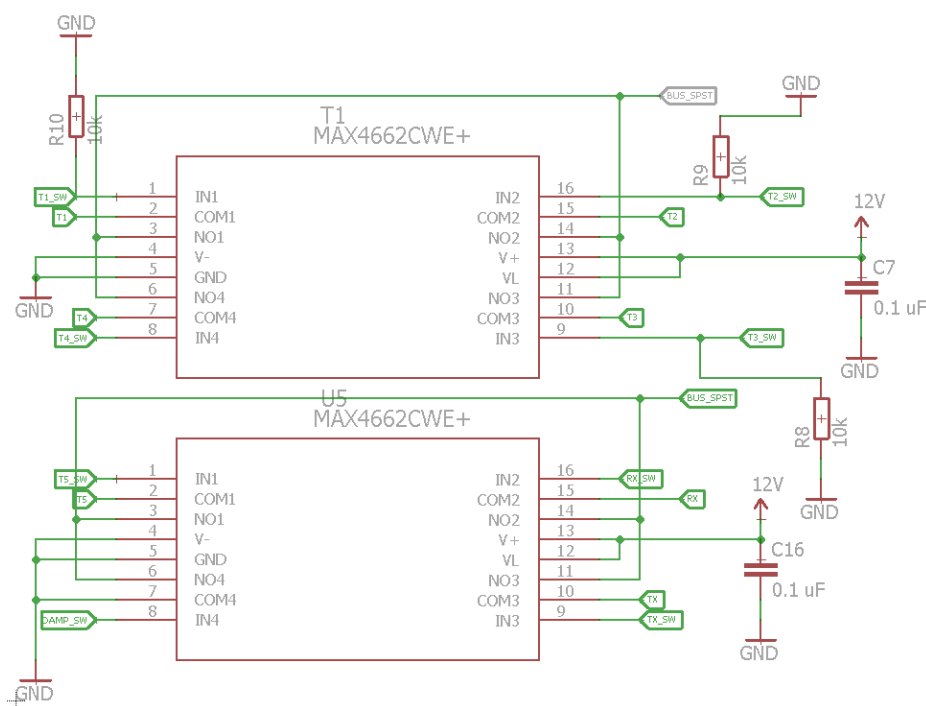 GND
R10
10k
BUS_SPST
GND
T1
MAX4662CWE+
R9
10k
T1_SW 1 IN1 IN2 16 T2_SW
T1 2 COM1 COM2 15 T2
3 NO1 NO2 14
4 V- V+ 13
5 GND VL 12
6 NO4 NO3 11
T4 7 COM4 COM3 10 T3
T4_SW 8 IN4 IN3 9 T3_SW
12V
C7
0.1 uF
GND
GND
U5
MAX4662CWE+
BUS_SPST
R8
10k
GND
T5_SW 1 IN1 IN2 16 RX_SW
T5 2 COM1 COM2 15 RX
3 NO1 NO2 14
4 V- V+ 13
5 GND VL 12
6 NO4 NO3 11
7 COM4 COM3 10 TX
DAMP_SW 8 IN4 IN3 9 TX_SW
12V
C16
0.1 uF
GND
GND